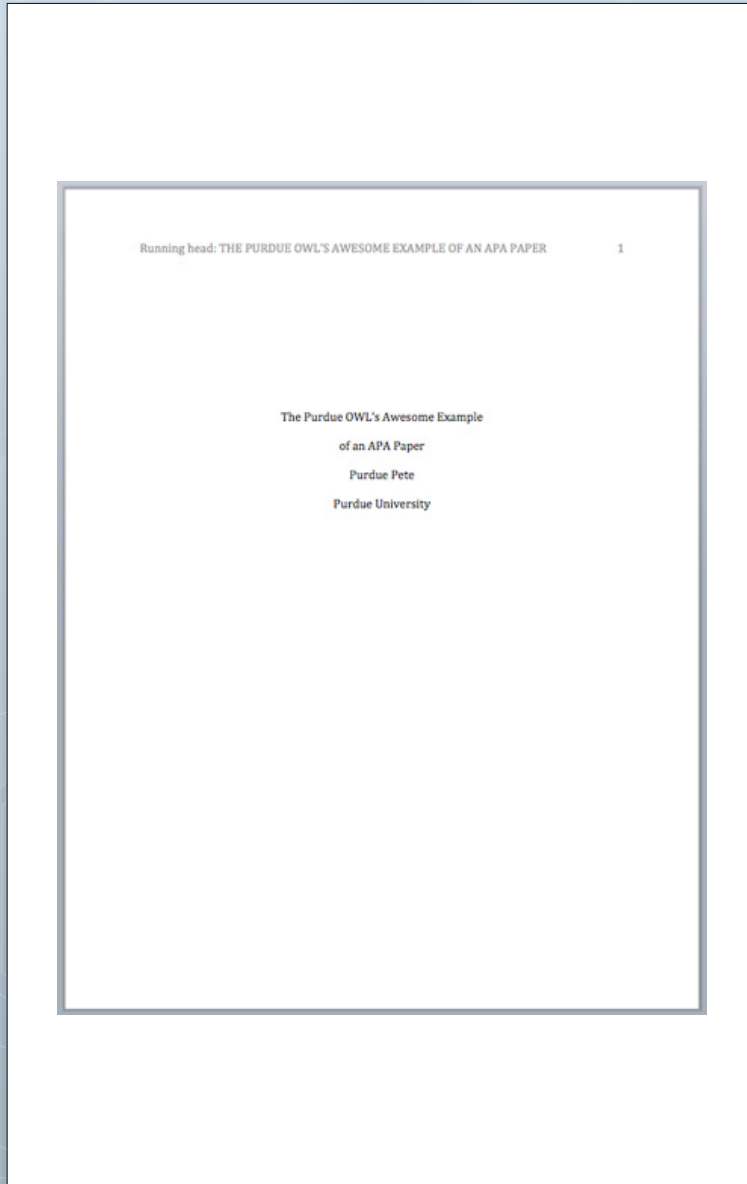 Running head: THE PURDUE OWL'S AWESOME EXAMPLE OF AN APA PAPER 1
The Purdue OWL's Awesome Example
of an APA Paper
Purdue Pete
Purdue University